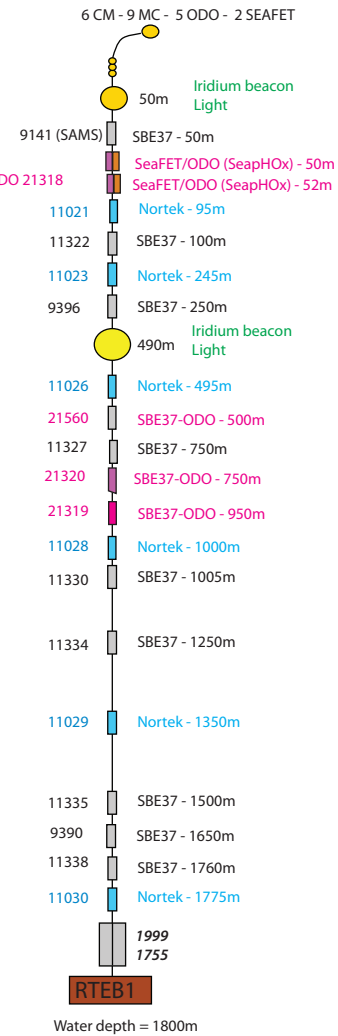 6 CM - 9 MC - 5 ODO - 2 SEAFET
Iridium beacon
50m
Light
9141 (SAMS) SBE37 - 50m
SeaFET/ODO (SeapHOx) - 50m
DO 21318 SeaFET/ODO (SeapHOx) - 52m
11021 Nortek - 95m
11322 SBE37 - 100m
11023 Nortek - 245m
9396 SBE37 - 250m
Iridium beacon
490m
Light
11026 Nortek - 495m
21560 SBE37-ODO - 500m
11327 SBE37 - 750m
21320 SBE37-ODO - 750m
21319 SBE37-ODO - 950m
11028 Nortek - 1000m
11330 SBE37 - 1005m
11334 SBE37 - 1250m
11029 Nortek - 1350m
11335 SBE37 - 1500m
9390 SBE37 - 1650m
11338 SBE37 - 1760m
11030 Nortek - 1775m
1999
1755
RTEB1
Water depth = 1800m